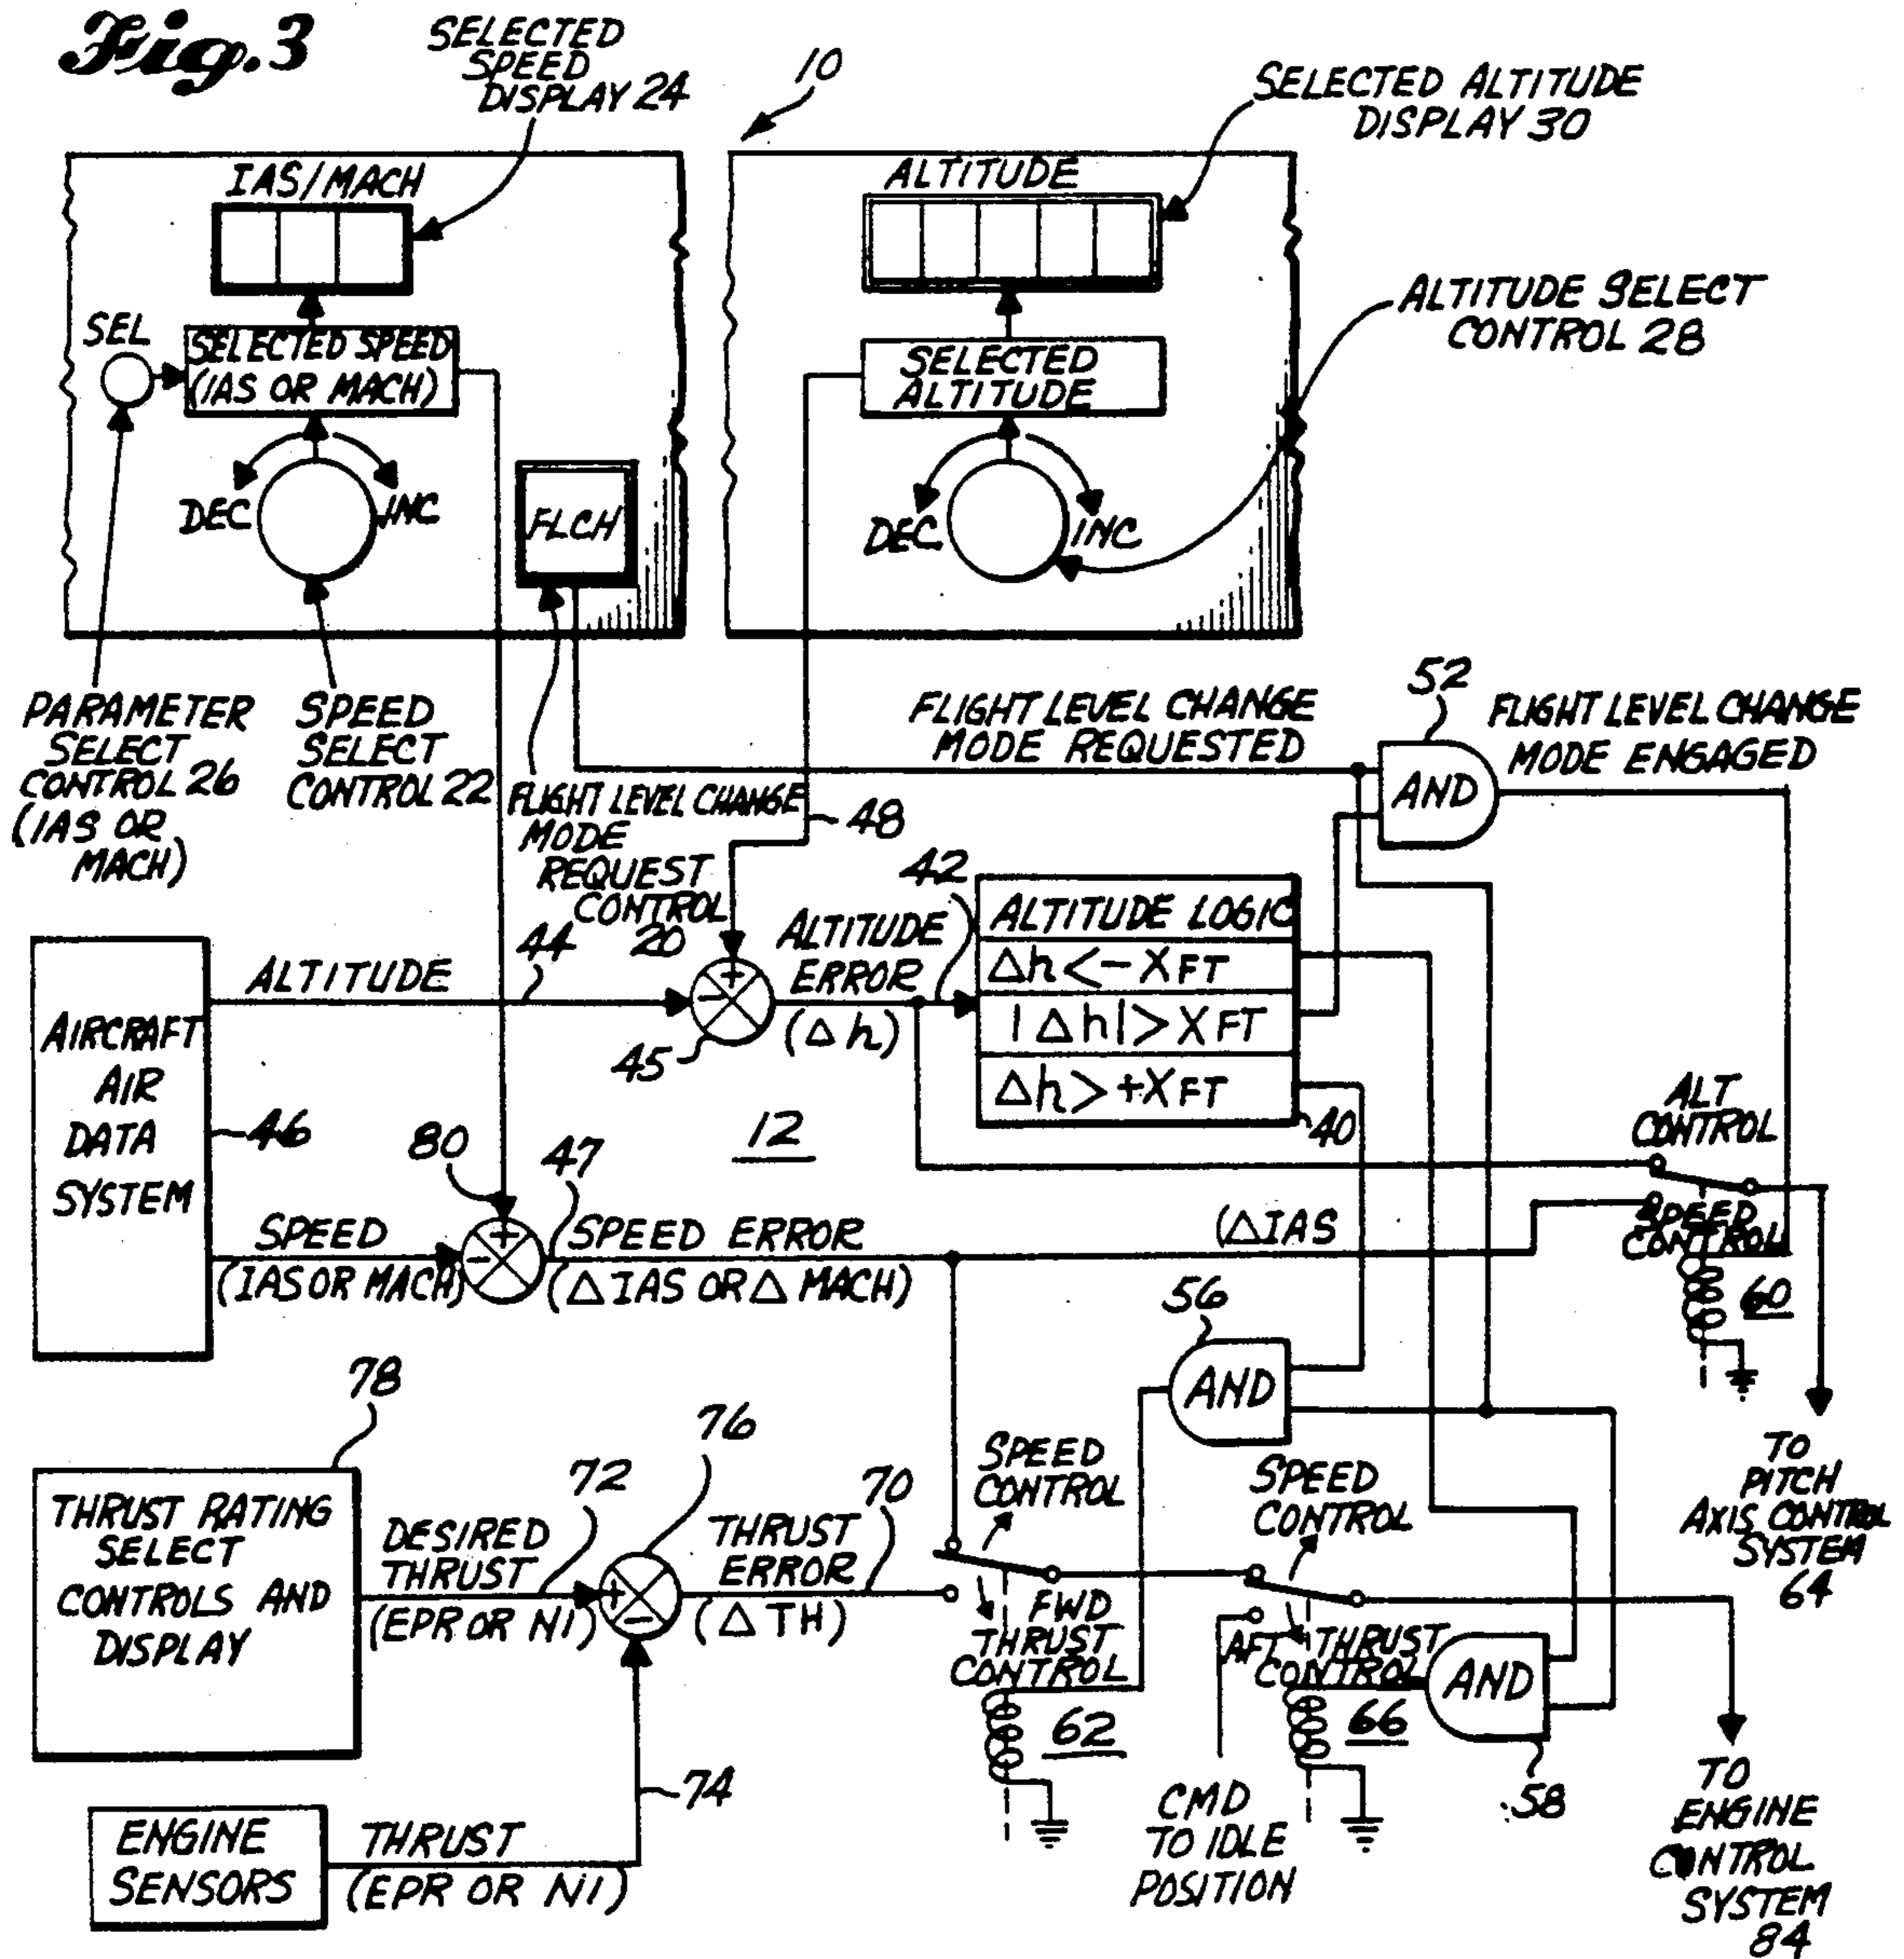 Fig. 3
SELECTED
SPEED
DISPLAY 24
10
SELECTED ALTITUDE
DISPLAY 30
IAS/MACH
ALTITUDE
ALTITUDE SELECT
CONTROL 28
SEL
SELECTED SPEED
(IAS OR MACH)
SELECTED
ALTITUDE
DEC
INC
FLCH
DEC
INC
PARAMETER
SELECT
CONTROL 26
(IAS OR
MACH)
SPEED
SELECT
CONTROL 22
FLIGHT LEVEL CHANGE
MODE
REQUEST
CONTROL
20
48
FLIGHT LEVEL CHANGE
MODE REQUESTED
52
AND
FLIGHT LEVEL CHANGE
MODE ENGAGED
AIRCRAFT
AIR
DATA
SYSTEM
46
ALTITUDE
44
+
-
45
ALTITUDE
ERROR
(Δh)
42
ALTITUDE LOGIC
Δh<-XFT
|Δh|>XFT
Δh>+XFT
40
12
80
47
SPEED
(IAS OR MACH)
+
-
SPEED ERROR
(ΔIAS OR Δ MACH)
(ΔIAS
ALT
CONTROL
SPEED
CONTROL
60
56
AND
TO
PITCH
AXIS CONTROL
SYSTEM
64
78
THRUST RATING
SELECT
CONTROLS AND
DISPLAY
72
DESIRED
THRUST
(EPR OR N1)
76
+
-
70
THRUST
ERROR
(ΔTH)
SPEED
CONTROL
FWD
THRUST
CONTROL
62
SPEED
CONTROL
AFT THRUST
CONTROL
66
AND
58
74
ENGINE
SENSORS
THRUST
(EPR OR N1)
CMD
TO IDLE
POSITION
TO
ENGINE
CONTROL
SYSTEM
84